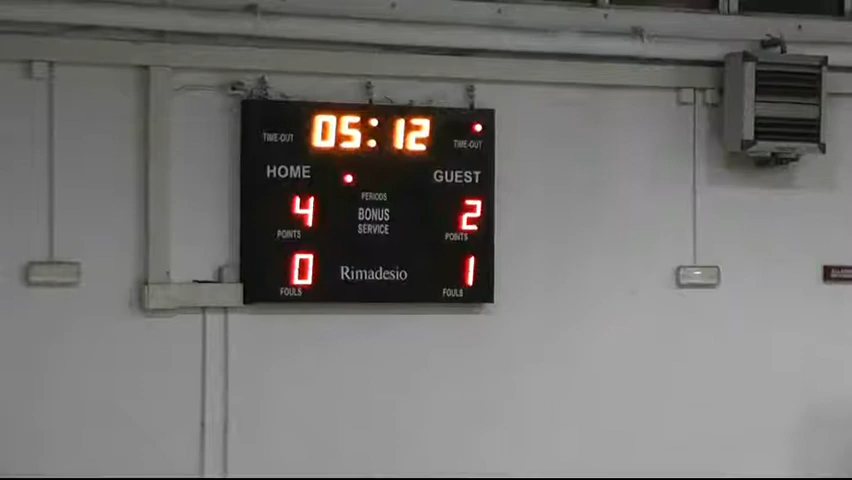 TIME-OUT 05:12 TIME-OUT
HOME GUEST
PERIODS
4 BONUS 2
POINTS SERVICE POINTS
0 Rimadesio 1
FOULS FOULS